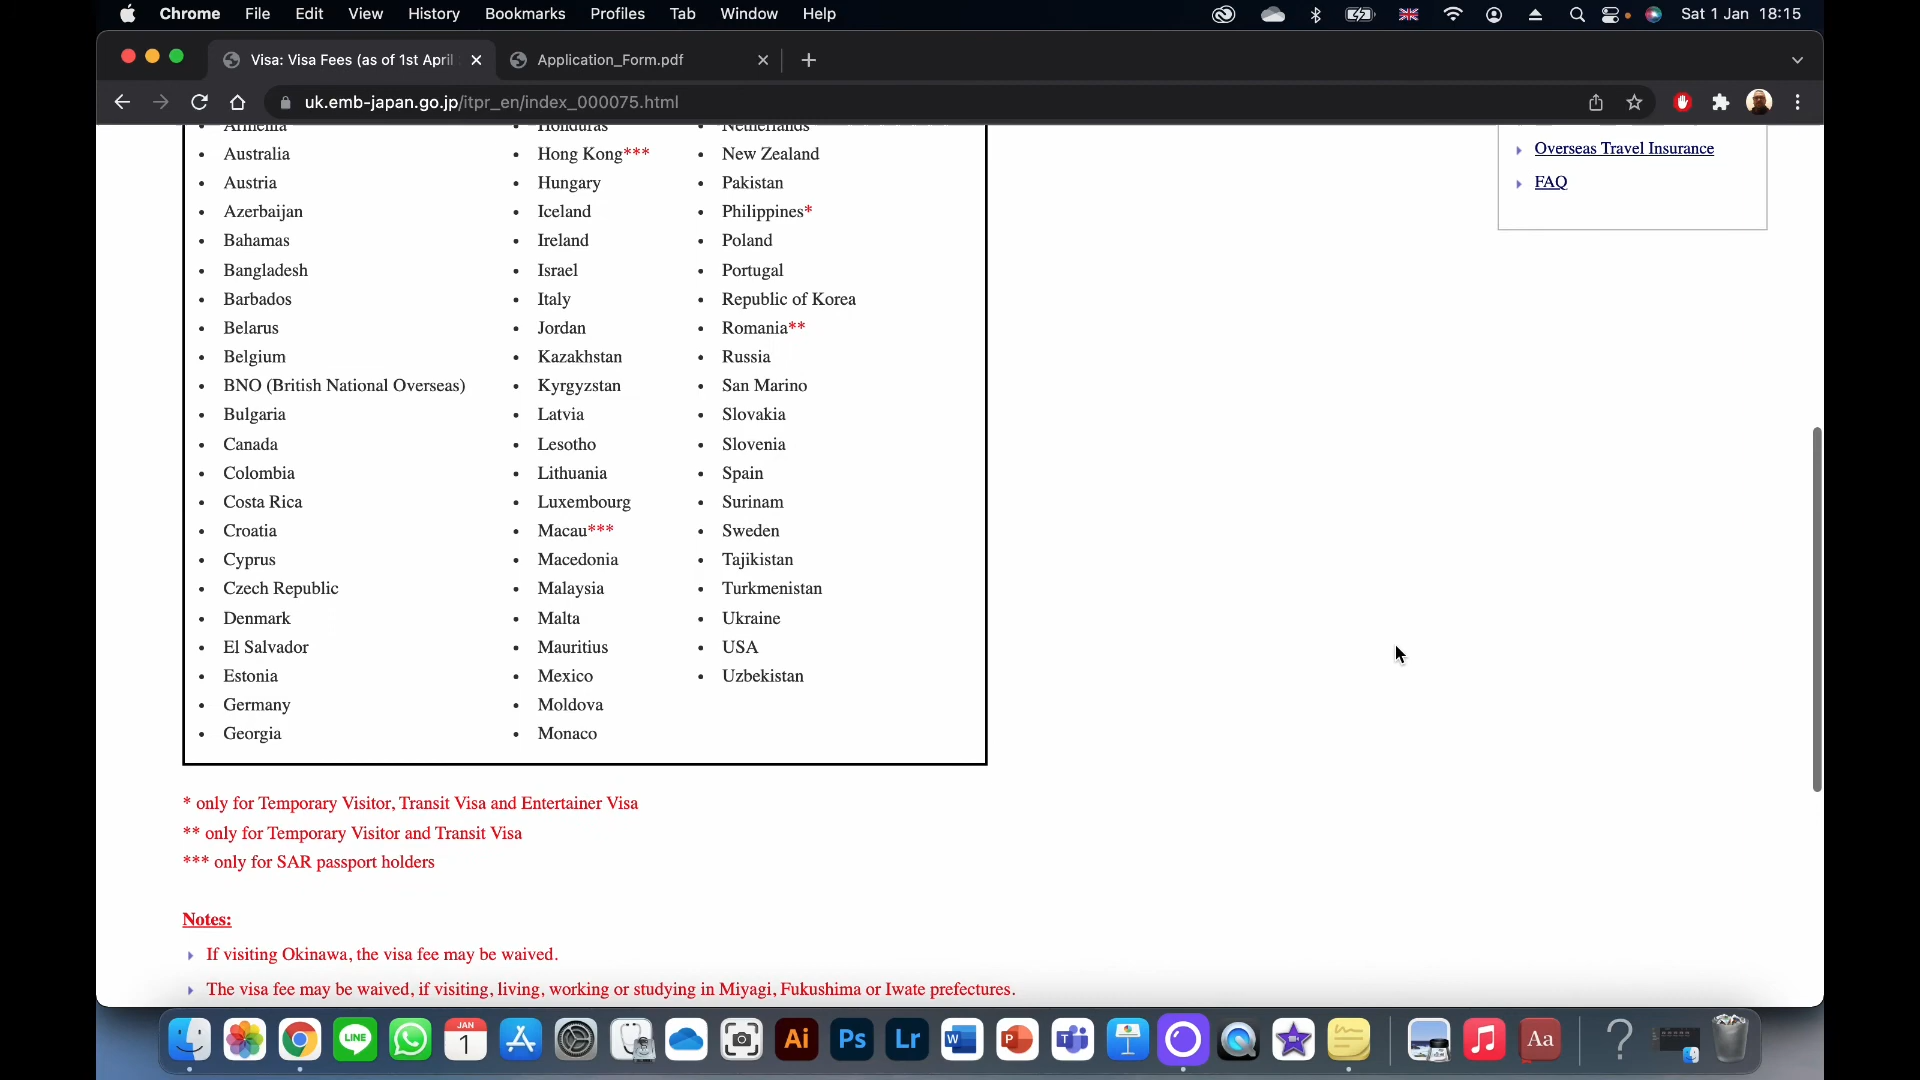 Chrome File Edit View History Bookmarks Profiles Tab Window Help Sat 1 Jan 18:15
Visa: Visa Fees (as of 1st April
Application_Form.pdf
uk.emb-japan.go.jp/itpr_en/index_000075.html
Armenia
Australia
Austria
Azerbaijan
Bahamas
Bangladesh
Barbados
Belarus
Belgium
BNO (British National Overseas)
Bulgaria
Canada
Colombia
Costa Rica
Croatia
Cyprus
Czech Republic
Denmark
El Salvador
Estonia
Germany
Georgia
Honduras
Hong Kong***
Hungary
Iceland
Ireland
Israel
Italy
Jordan
Kazakhstan
Kyrgyzstan
Latvia
Lesotho
Lithuania
Luxembourg
Macau***
Macedonia
Malaysia
Malta
Mauritius
Mexico
Moldova
Monaco
Netherlands
New Zealand
Pakistan
Philippines*
Poland
Portugal
Republic of Korea
Romania**
Russia
San Marino
Slovakia
Slovenia
Spain
Surinam
Sweden
Tajikistan
Turkmenistan
Ukraine
USA
Uzbekistan
Overseas Travel Insurance
FAQ
* only for Temporary Visitor, Transit Visa and Entertainer Visa
** only for Temporary Visitor and Transit Visa
*** only for SAR passport holders
Notes:
If visiting Okinawa, the visa fee may be waived.
The visa fee may be waived, if visiting, living, working or studying in Miyagi, Fukushima or Iwate prefectures.
LINE
JAN
1
Ai
Ps
Lr
W
P
T
Aa
?